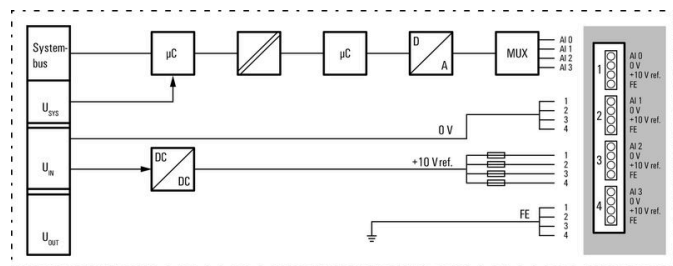 System-
bus
µC
µC
D
A
MUX
AI 0
AI 1
AI 2
AI 3
U SYS
0 V
1
2
3
4
U IN
DC
DC
+10 V ref.
1
2
3
4
U OUT
FE
1
2
3
4
1
AI 0
0 V
+10 V ref.
FE
2
AI 1
0 V
+10 V ref.
FE
3
AI 2
0 V
+10 V ref.
FE
4
AI 3
0 V
+10 V ref.
FE